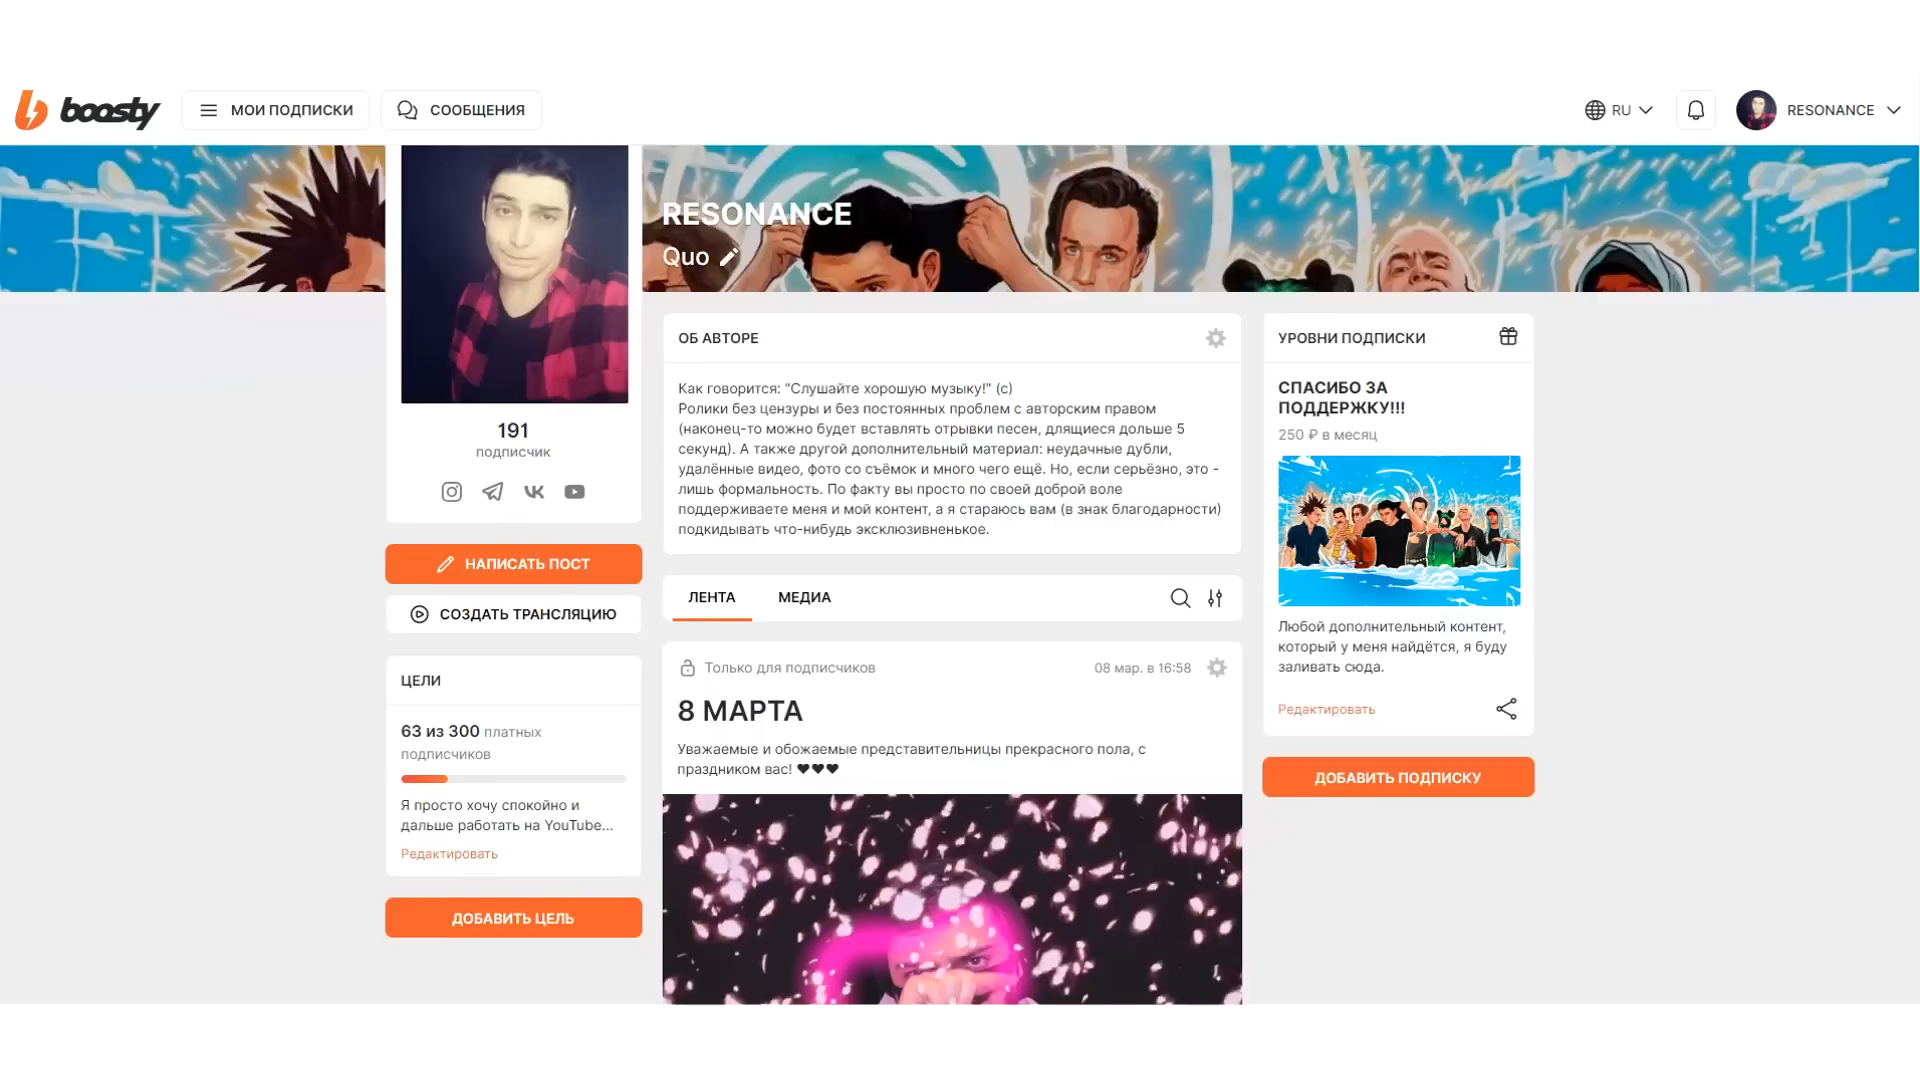 boosty
МОИ ПОДПИСКИ
СООБЩЕНИЯ
RU
RESONANCE
RESONANCE
Quo
191
подписчик
НАПИСАТЬ ПОСТ
СОЗДАТЬ ТРАНСЛЯЦИЮ
ЦЕЛИ
63 из 300 платных
подписчиков
Я просто хочу спокойно и
дальше работать на YouTube...
Редактировать
ДОБАВИТЬ ЦЕЛЬ
ОБ АВТОРЕ
Как говорится: "Слушайте хорошую музыку!" (с)
Ролики без цензуры и без постоянных проблем с авторским правом
(наконец-то можно будет вставлять отрывки песен, длящиеся дольше 5
секунд). А также другой дополнительный материал: неудачные дубли,
удалённые видео, фото со съёмок и много чего ещё. Но, если серьёзно, это -
лишь формальность. По факту вы просто по своей доброй воле
поддерживаете меня и мой контент, а я стараюсь вам (в знак благодарности)
подкидывать что-нибудь эксклюзивненькое.
ЛЕНТА
МЕДИА
Только для подписчиков
08 мар. в 16:58
8 МАРТА
Уважаемые и обожаемые представительницы прекрасного пола, с
праздником вас! ❤❤❤
УРОВНИ ПОДПИСКИ
СПАСИБО ЗА
ПОДДЕРЖКУ!!!
250 ₽ в месяц
Любой дополнительный контент,
который у меня найдётся, я буду
заливать сюда.
Редактировать
ДОБАВИТЬ ПОДПИСКУ